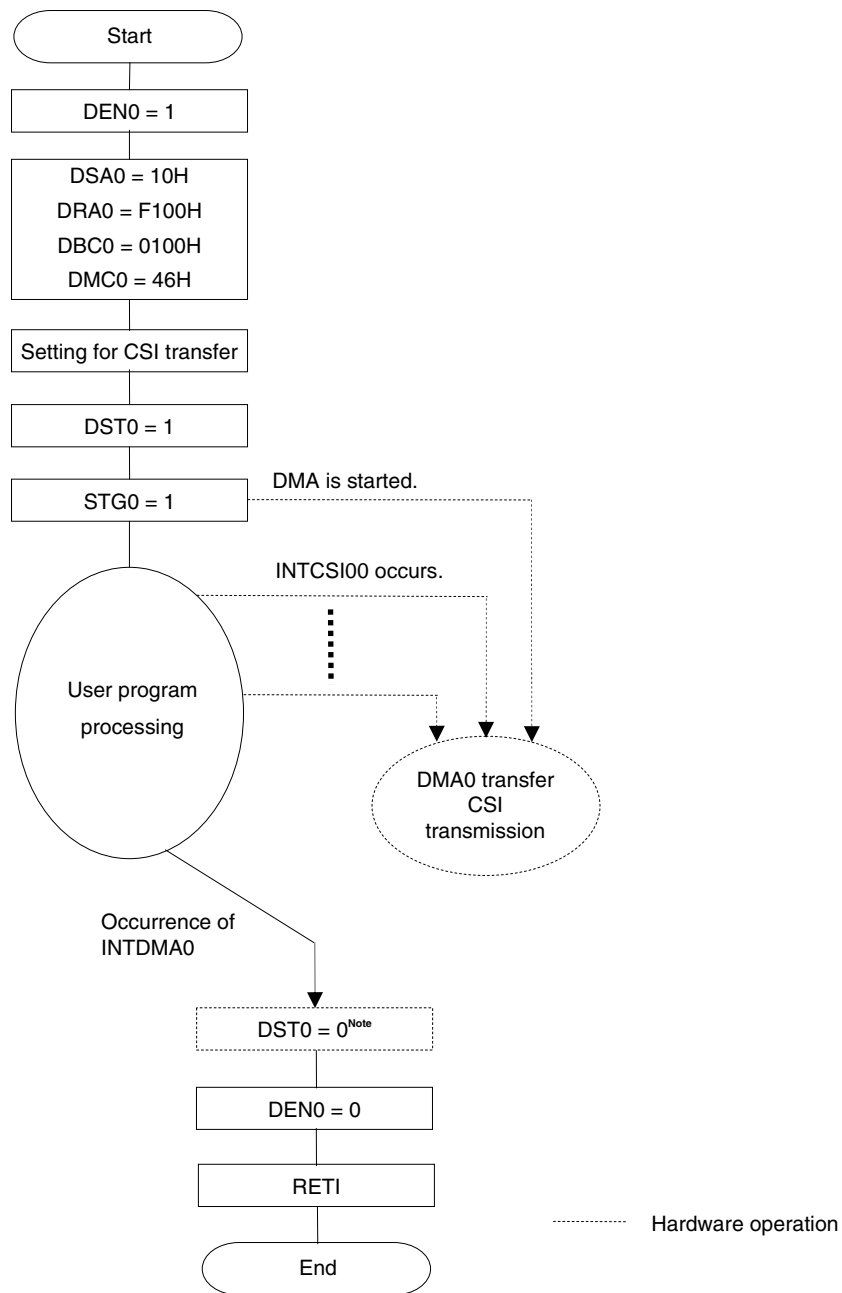 Start
DEN0 = 1
DSA0 = 10H
DRA0 = F100H
DBC0 = 0100H
DMC0 = 46H
Setting for CSI transfer
DST0 = 1
STG0 = 1
DMA is started.
INTCSI00 occurs.
User program
processing
DMA0 transfer
CSI
transmission
Occurrence of
INTDMA0
DST0 = 0Note
DEN0 = 0
RETI
End
Hardware operation